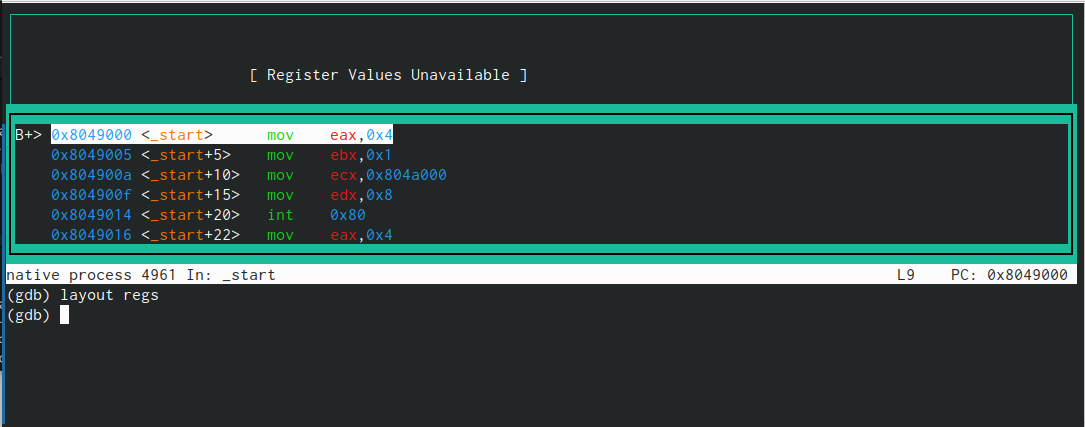 [ Register Values Unavailable ]
B+> 0x8049000 <_start> mov eax,0x4
0x8049005 <_start+5> mov ebx,0x1
0x804900a <_start+10> mov ecx,0x804a000
0x804900f <_start+15> mov edx,0x8
0x8049014 <_start+20> int 0x80
0x8049016 <_start+22> mov eax,0x4
native process 4961 In: _start L9 PC: 0x8049000
(gdb) layout regs
(gdb)